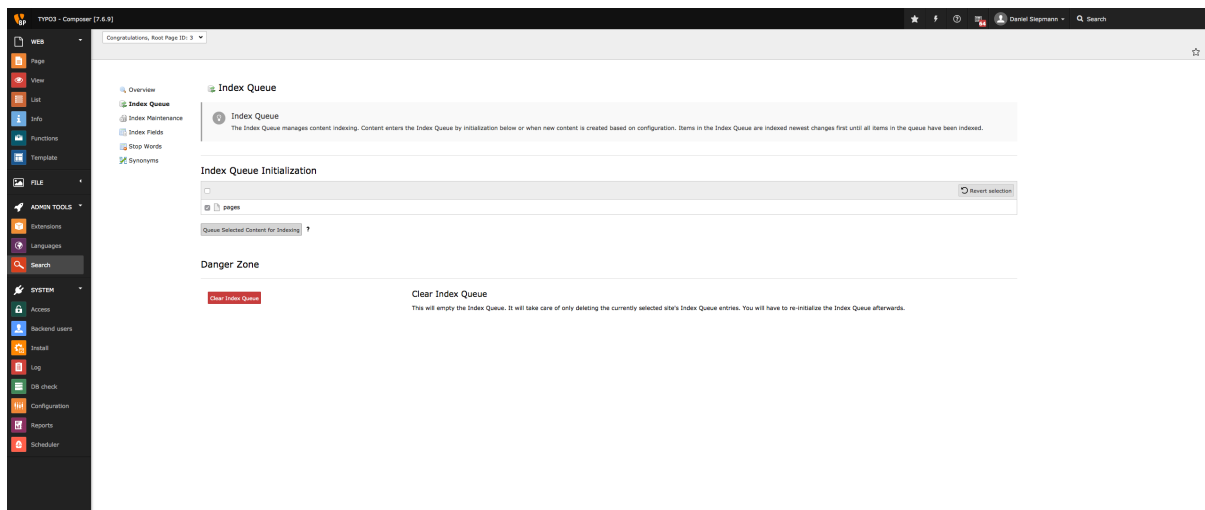 TYPO3 - Composer [7.6.9]
64
Daniel Siepmann
Search
WEB
Page
View
List
Info
Functions
Template
FILE
ADMIN TOOLS
Extensions
Languages
Search
SYSTEM
Access
Backend users
Install
Log
DB check
Configuration
Reports
Scheduler
Congratulations, Root Page ID: 3
Overview
Index Queue
Index Maintenance
Index Fields
Stop Words
Synonyms
Index Queue
Index Queue
The Index Queue manages content indexing. Content enters the Index Queue by initialization below or when new content is created based on configuration. Items in the Index Queue are indexed newest changes first until all items in the queue have been indexed.
Index Queue Initialization
Revert selection
pages
Queue Selected Content for Indexing ?
Danger Zone
Clear Index Queue
Clear Index Queue
This will empty the Index Queue. It will take care of only deleting the currently selected site's Index Queue entries. You will have to re-initialize the Index Queue afterwards.